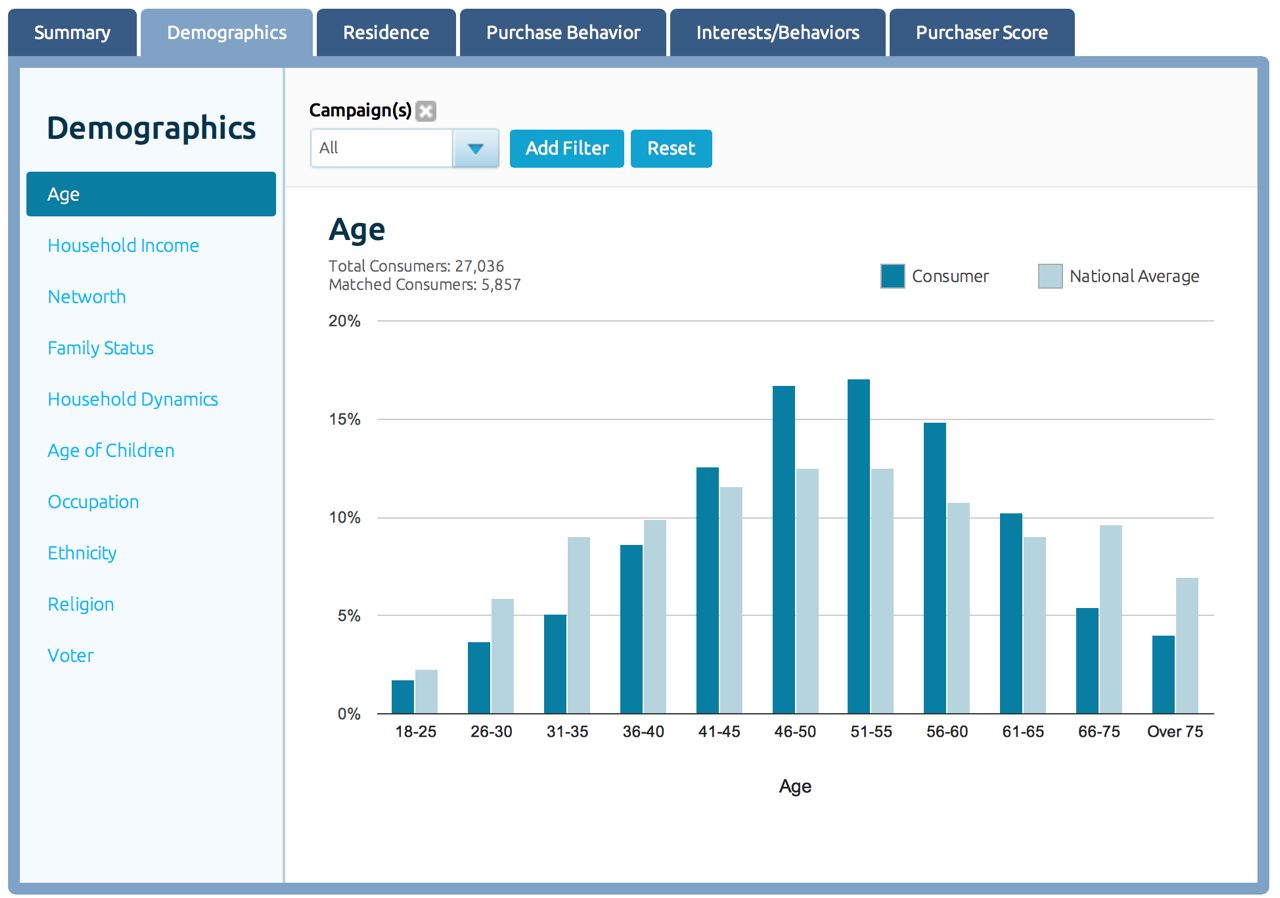 Summary
Demographics
Residence
Purchase Behavior
Interests/Behaviors
Purchaser Score
Demographics
Age
Household Income
Networth
Family Status
Household Dynamics
Age of Children
Occupation
Ethnicity
Religion
Voter
Campaign(s)
All
Add Filter
Reset
Age
Total Consumers: 27,036
Matched Consumers: 5,857
Consumer
National Average
20%
15%
10%
5%
0%
18-25
26-30
31-35
36-40
41-45
46-50
51-55
56-60
61-65
66-75
Over 75
Age